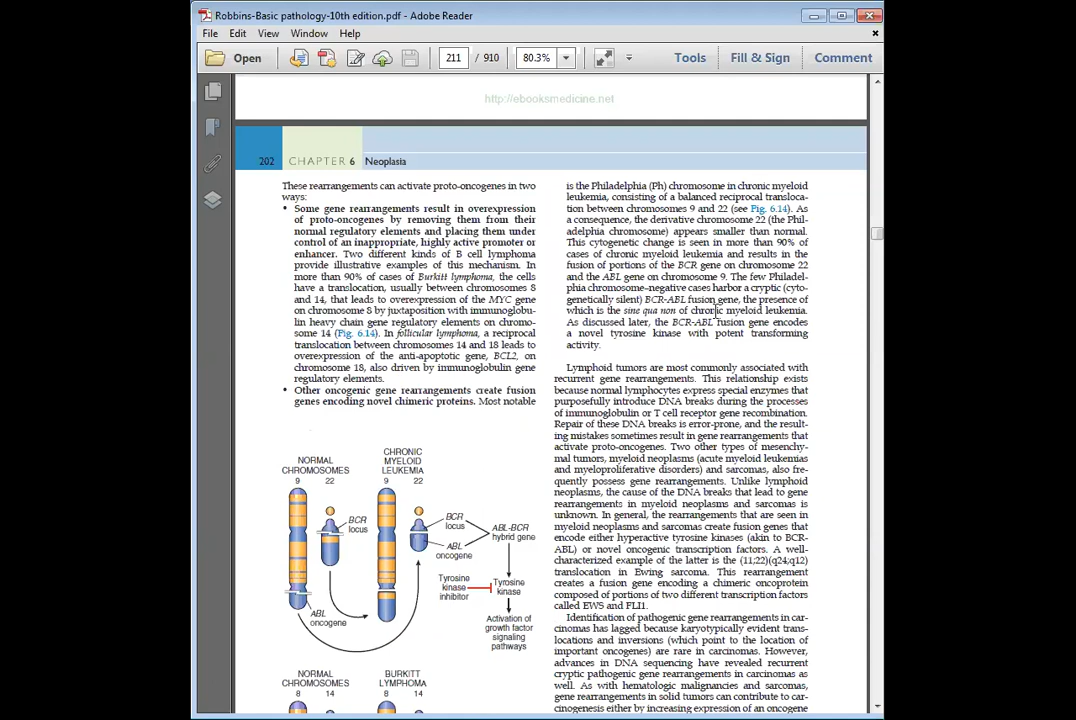 Robbins-Basic pathology-10th edition.pdf - Adobe Reader
File Edit View Window Help
Open 211 / 910 80.3% Tools Fill & Sign Comment
http://ebooksmedicine.net
202 CHAPTER 6 Neoplasia
These rearrangements can activate proto-oncogenes in two
ways:
• Some gene rearrangements result in overexpression
of proto-oncogenes by removing them from their
normal regulatory elements and placing them under
control of an inappropriate, highly active promoter or
enhancer. Two different kinds of B cell lymphoma
provide illustrative examples of this mechanism. In
more than 90% of cases of Burkitt lymphoma, the cells
have a translocation, usually between chromosomes 8
and 14, that leads to overexpression of the MYC gene
on chromosome 8 by juxtaposition with immunoglobu-
lin heavy chain gene regulatory elements on chromo-
some 14 (Fig. 6.14). In follicular lymphoma, a reciprocal
translocation between chromosomes 14 and 18 leads to
overexpression of the anti-apoptotic gene, BCL2, on
chromosome 18, also driven by immunoglobulin gene
regulatory elements.
• Other oncogenic gene rearrangements create fusion
genes encoding novel chimeric proteins. Most notable
is the Philadelphia (Ph) chromosome in chronic myeloid
leukemia, consisting of a balanced reciprocal transloca-
tion between chromosomes 9 and 22 (see Fig. 6.14). As
a consequence, the derivative chromosome 22 (the Phil-
adelphia chromosome) appears smaller than normal.
This cytogenetic change is seen in more than 90% of
cases of chronic myeloid leukemia and results in the
fusion of portions of the BCR gene on chromosome 22
and the ABL gene on chromosome 9. The few Philadel-
phia chromosome–negative cases harbor a cryptic (cyto-
genetically silent) BCR-ABL fusion gene, the presence of
which is the sine qua non of chronic myeloid leukemia.
As discussed later, the BCR-ABL fusion gene encodes
a novel tyrosine kinase with potent transforming
activity.
Lymphoid tumors are most commonly associated with
recurrent gene rearrangements. This relationship exists
because normal lymphocytes express special enzymes that
purposefully introduce DNA breaks during the processes
of immunoglobulin or T cell receptor gene recombination.
Repair of these DNA breaks is error-prone, and the result-
ing mistakes sometimes result in gene rearrangements that
activate proto-oncogenes. Two other types of mesenchy-
mal tumors, myeloid neoplasms (acute myeloid leukemias
and myeloproliferative disorders) and sarcomas, also fre-
quently possess gene rearrangements. Unlike lymphoid
neoplasms, the cause of the DNA breaks that lead to gene
rearrangements in myeloid neoplasms and sarcomas is
unknown. In general, the rearrangements that are seen in
myeloid neoplasms and sarcomas create fusion genes that
encode either hyperactive tyrosine kinases (akin to BCR-
ABL) or novel oncogenic transcription factors. A well-
characterized example of the latter is the (11;22)(q24;q12)
translocation in Ewing sarcoma. This rearrangement
creates a fusion gene encoding a chimeric oncoprotein
composed of portions of two different transcription factors
called EWS and FLI1.
Identification of pathogenic gene rearrangements in car-
cinomas has lagged because karyotypically evident trans-
locations and inversions (which point to the location of
important oncogenes) are rare in carcinomas. However,
advances in DNA sequencing have revealed recurrent
cryptic pathogenic gene rearrangements in carcinomas as
well. As with hematologic malignancies and sarcomas,
gene rearrangements in solid tumors can contribute to car-
cinogenesis either by increasing expression of an oncogene
NORMAL
CHROMOSOMES
9 22
CHRONIC
MYELOID
LEUKEMIA
9 22
BCR
locus
ABL
oncogene
BCR
locus
ABL
oncogene
ABL-BCR
hybrid gene
Tyrosine
kinase
inhibitor
Tyrosine
kinase
Activation of
growth factor
signaling
pathways
NORMAL
CHROMOSOMES
8 14
BURKITT
LYMPHOMA
8 14